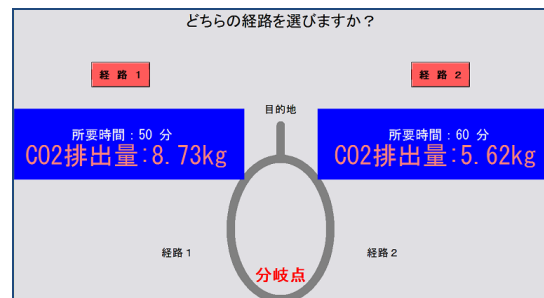 どちらの経路を選びますか？
経 路 1
経 路 2
目的地
所要時間：50 分
CO2排出量：8.73kg
所要時間：60 分
CO2排出量：5.62kg
経路１
経路２
分岐点